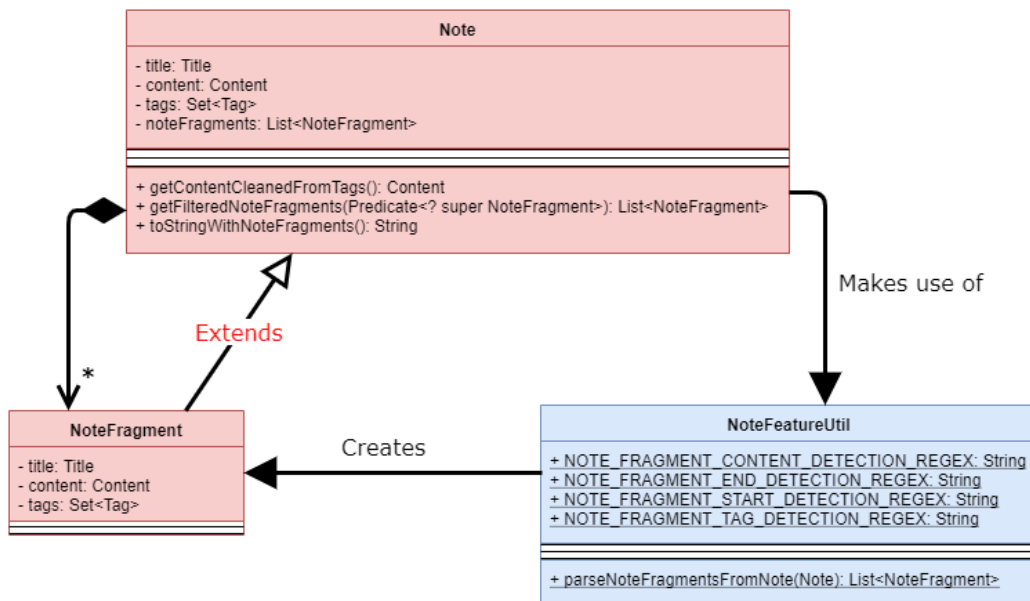 Note
- title: Title
- content: Content
- tags: Set<Tag>
- noteFragments: List<NoteFragment>
+ getContentCleanedFromTags(): Content
+ getFilteredNoteFragments(Predicate<? super NoteFragment>): List<NoteFragment>
+ toStringWithNoteFragments(): String
Makes use of
Extends
*
NoteFragment
- title: Title
- content: Content
- tags: Set<Tag>
Creates
NoteFeatureUtil
+ NOTE_FRAGMENT_CONTENT_DETECTION_REGEX: String
+ NOTE_FRAGMENT_END_DETECTION_REGEX: String
+ NOTE_FRAGMENT_START_DETECTION_REGEX: String
+ NOTE_FRAGMENT_TAG_DETECTION_REGEX: String
+ parseNoteFragmentsFromNote(Note): List<NoteFragment>